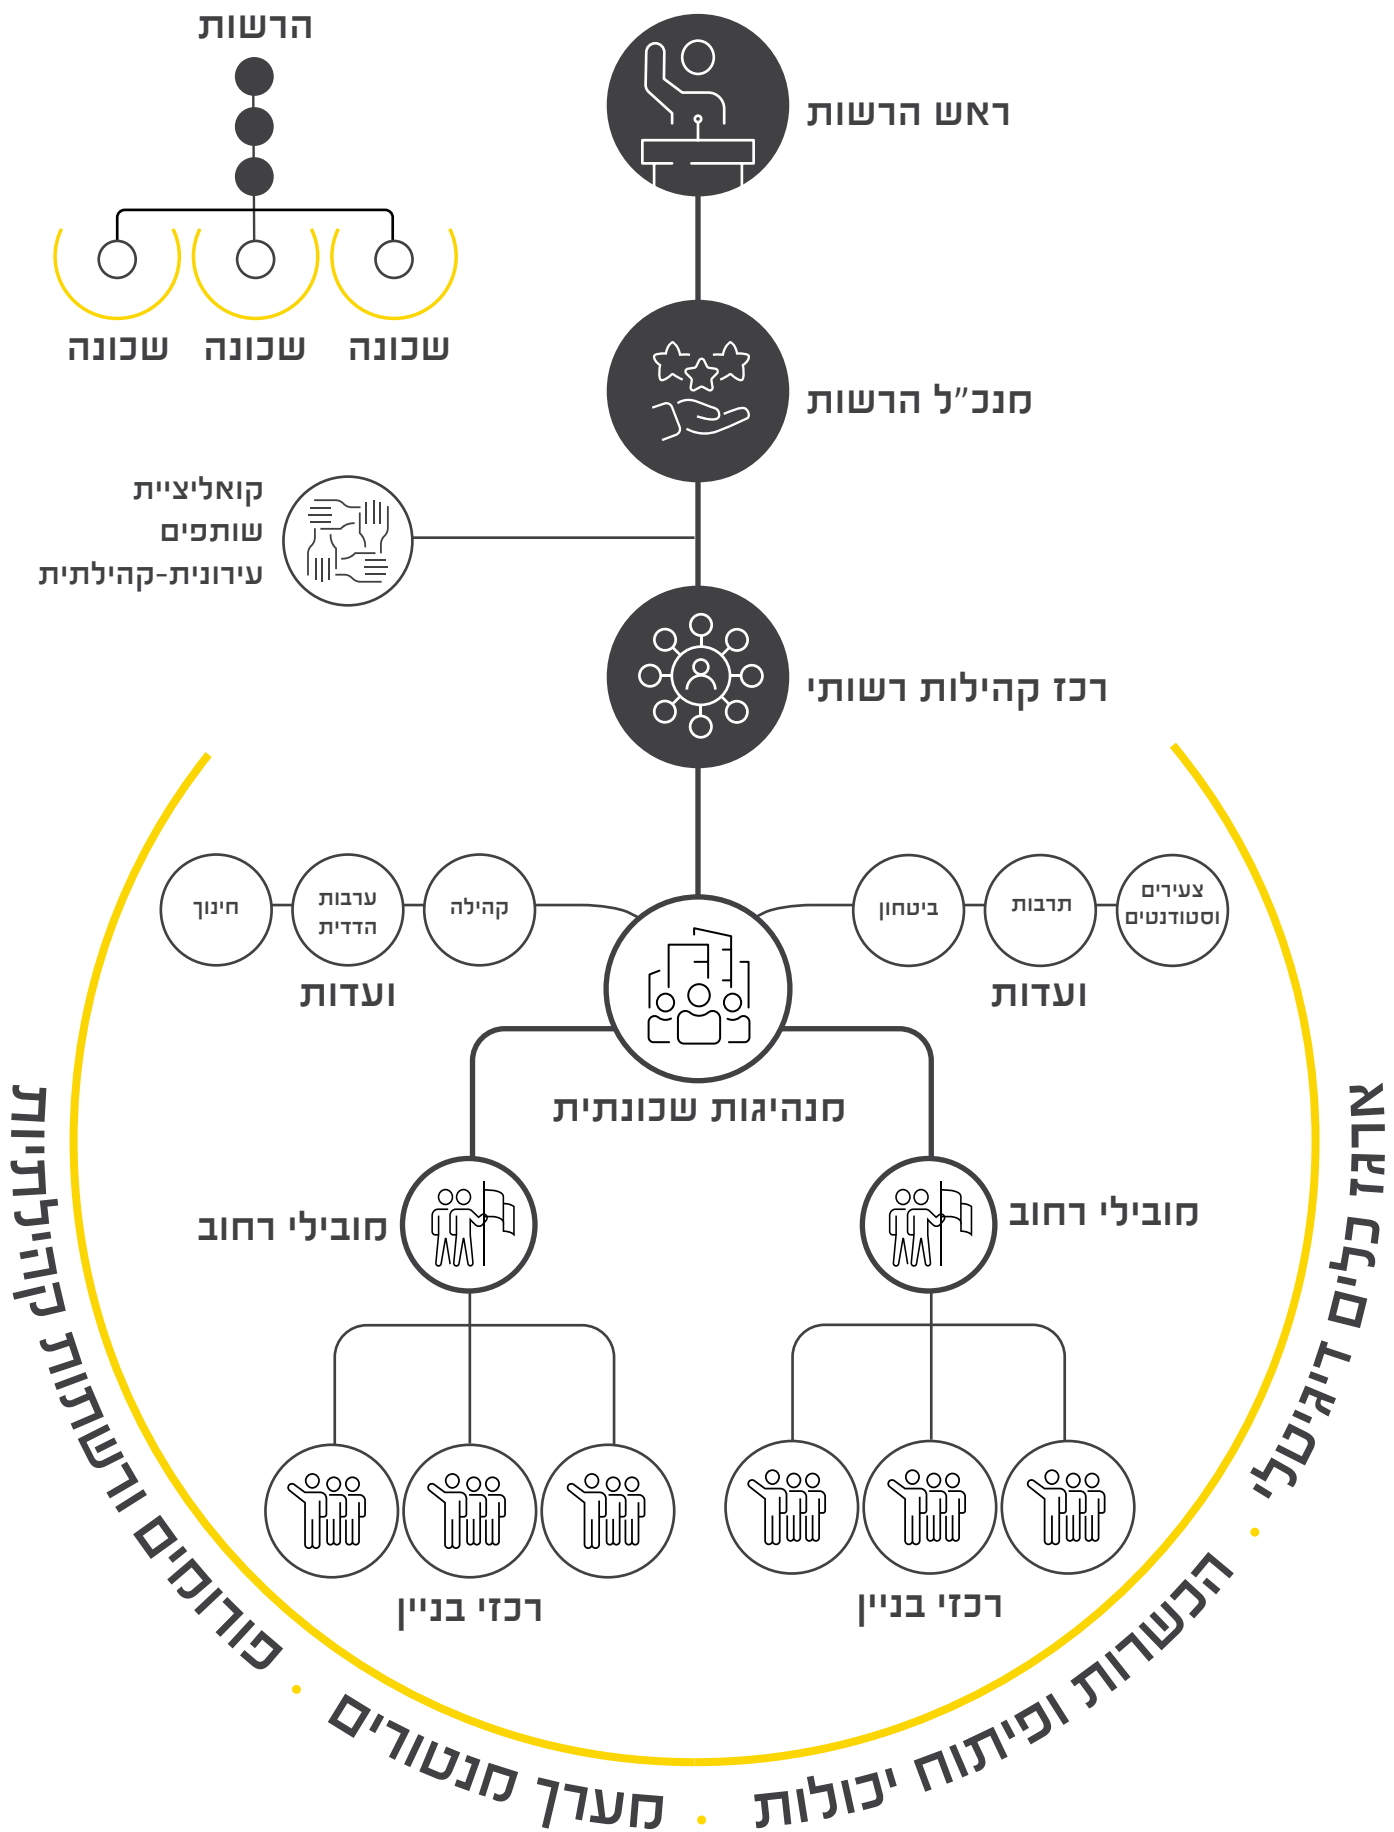 הרשות
שכונה
שכונה
שכונה
ראש הרשות
מנכ״ל הרשות
קואליציית
שותפים
עירונית-קהילתית
רכז קהילות רשותי
צעירים
וסטודנטים
תרבות
ביטחון
ועדות
קהילה
ערבות
הדדית
חינוך
ועדות
מנהיגות שכונתית
מובילי רחוב
מובילי רחוב
רכזי בניין
רכזי בניין
ארגז כלים דיגיטלי · הכשרות ופיתוח יכולות · מערך מנטורים · פורומים ורשתות קהילתיות